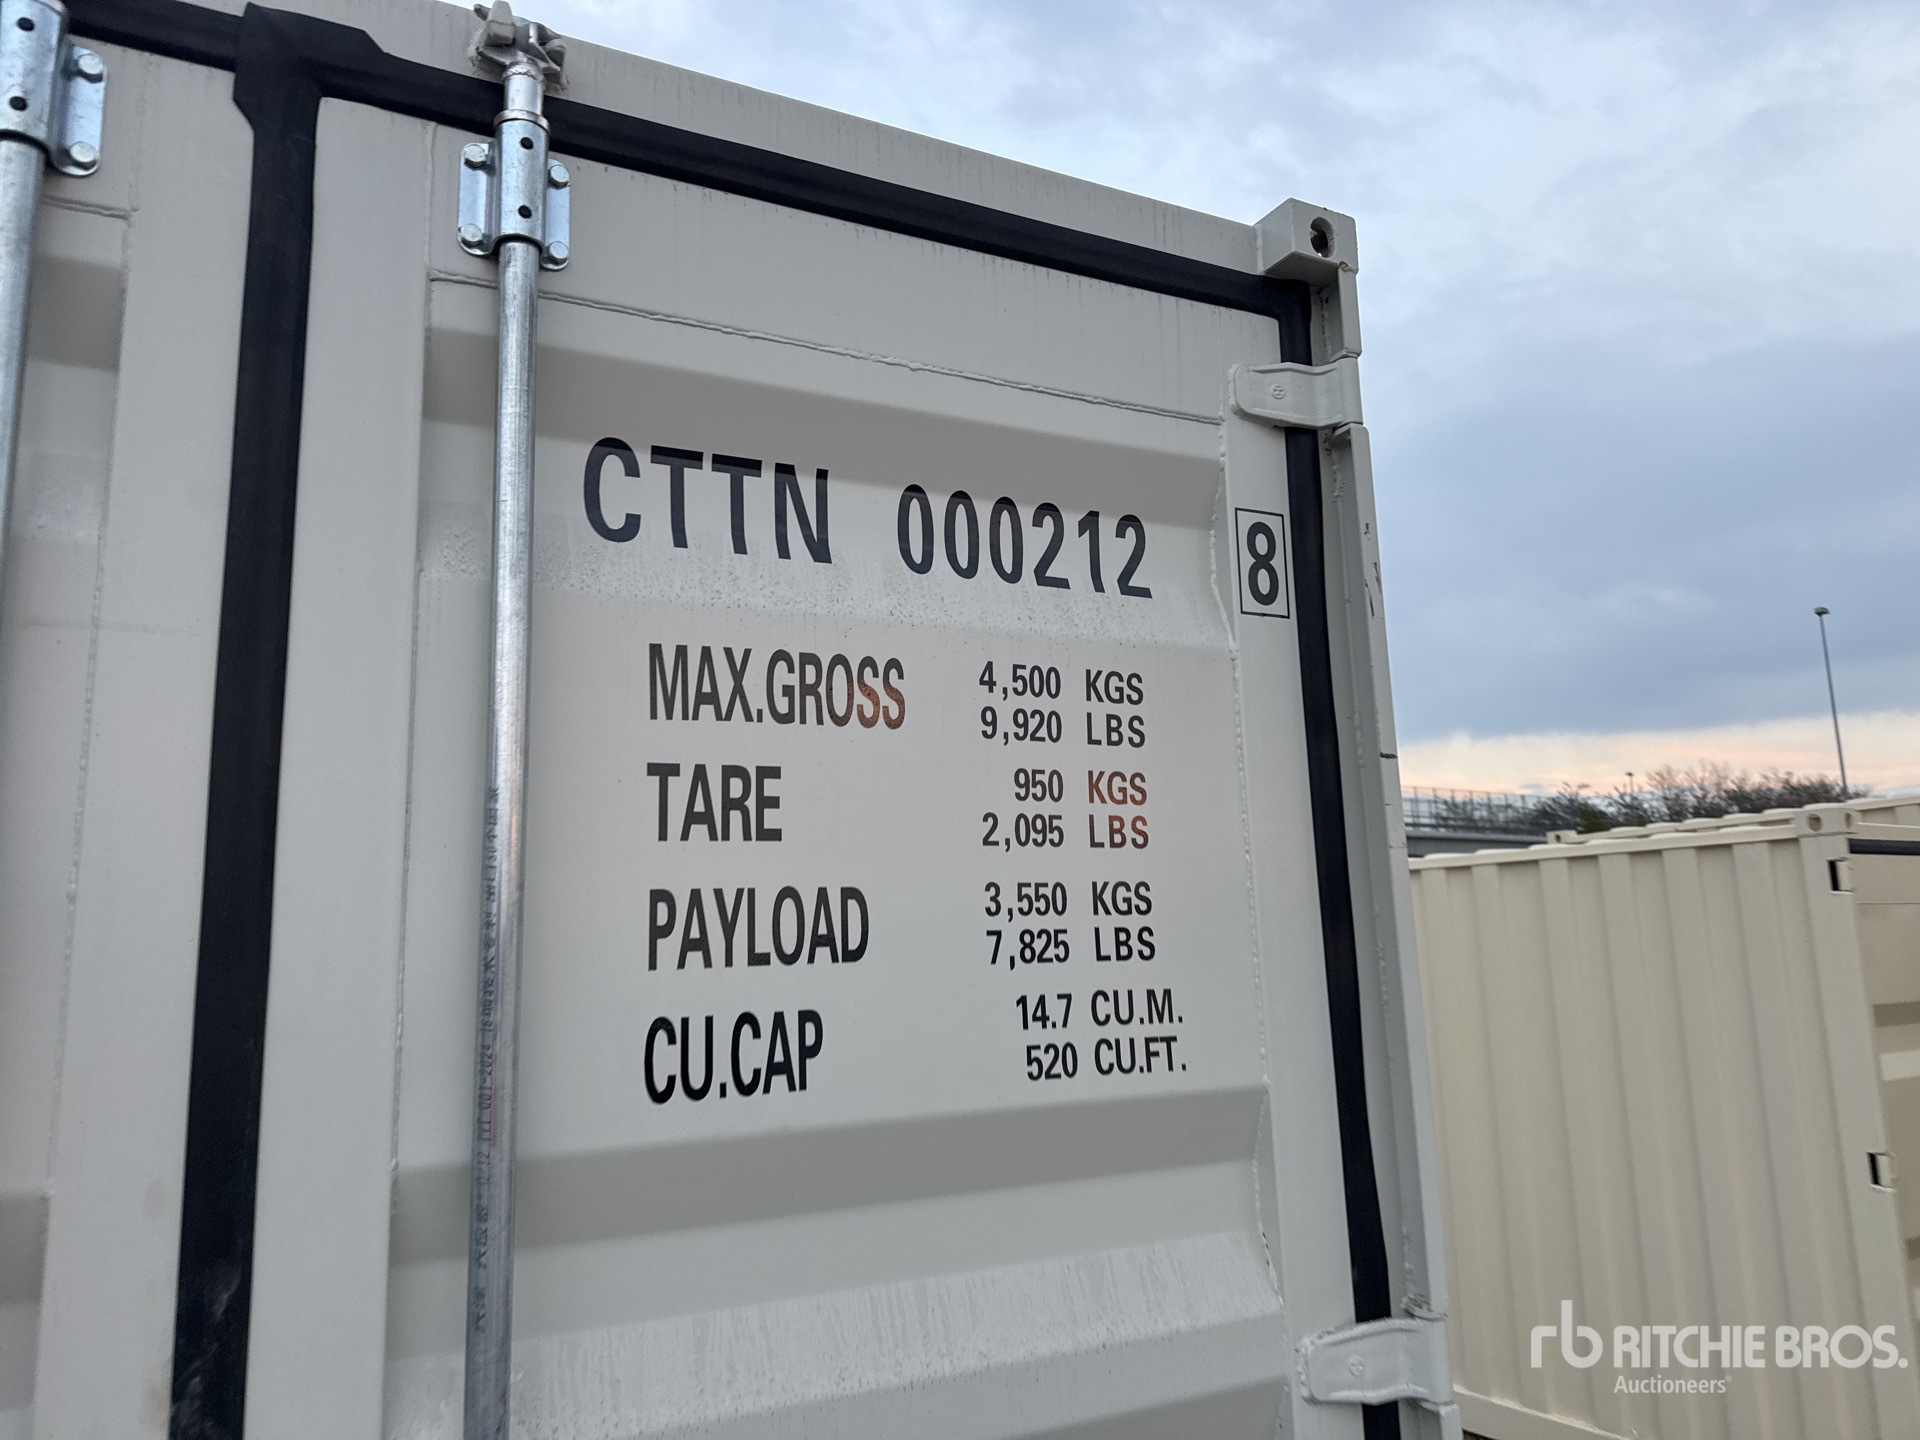 CTTN 000212 8
MAX.GROSS 4,500 KGS
9,920 LBS
TARE 950 KGS
2,095 LBS
PAYLOAD 3,550 KGS
7,825 LBS
CU.CAP 14.7 CU.M.
520 CU.FT.
rb RITCHIE BROS.
Auctioneers